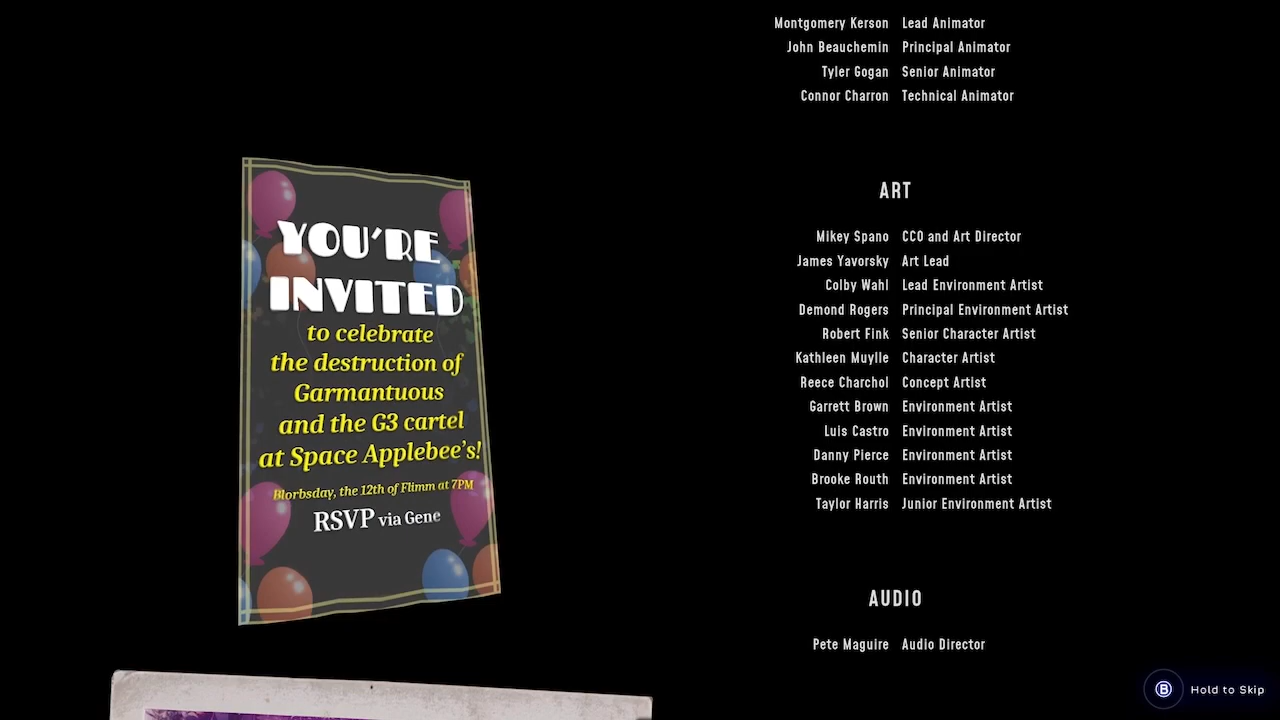 YOU'RE
INVITED
to celebrate
the destruction of
Garmantuous
and the G3 cartel
at Space Applebee's!
Blorbsday, the 12th of Flimm at 7PM
RSVP via Gene
Montgomery Kerson Lead Animator
John Beauchemin Principal Animator
Tyler Gogan Senior Animator
Connor Charron Technical Animator
ART
Mikey Spano CCO and Art Director
James Yavorsky Art Lead
Colby Wahl Lead Environment Artist
Demond Rogers Principal Environment Artist
Robert Fink Senior Character Artist
Kathleen Muylle Character Artist
Reece Charchol Concept Artist
Garrett Brown Environment Artist
Luis Castro Environment Artist
Danny Pierce Environment Artist
Brooke Routh Environment Artist
Taylor Harris Junior Environment Artist
AUDIO
Pete Maguire Audio Director
B Hold to Skip